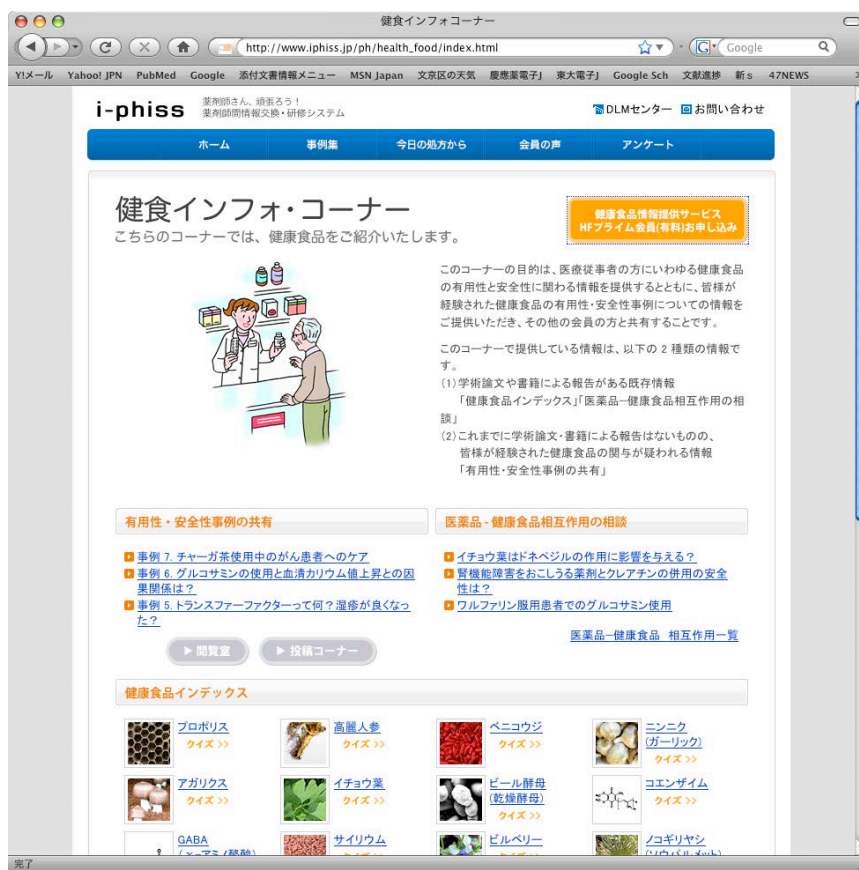 健食インフォコーナー
http://www.iphiss.jp/ph/health_food/index.html
Google
Y!メール Yahoo! JPN PubMed Google 添付文書情報メニュー MSN Japan 文京区の天気 慶應薬電子J 東大電子J Google Sch 文献進捗 新s 47NEWS
i-phiss
薬剤師さん、頑張ろう！
薬剤師間情報交換・研修システム
DLMセンター お問い合わせ
ホーム 事例集 今日の処方から 会員の声 アンケート
健食インフォ・コーナー
こちらのコーナーでは、健康食品をご紹介いたします。
健康食品情報提供サービス
HFプライム会員(有料)お申し込み
このコーナーの目的は、医療従事者の方にいわゆる健康食品
の有用性と安全性に関わる情報を提供するとともに、皆様が
経験された健康食品の有用性・安全性事例についての情報を
ご提供いただき、その他の会員の方と共有することです。
このコーナーで提供している情報は、以下の 2 種類の情報で
す。
(1)学術論文や書籍による報告がある既存情報
「健康食品インデックス」「医薬品−健康食品相互作用の相
談」
(2)これまでに学術論文・書籍による報告はないものの、
皆様が経験された健康食品の関与が疑われる情報
「有用性・安全性事例の共有」
有用性・安全性事例の共有
事例 7. チャーガ茶使用中のがん患者へのケア
事例 6. グルコサミンの使用と血清カリウム値上昇との因
果関係は？
事例 5. トランスファーファクターって何？湿疹が良くなっ
た？
閲覧室 投稿コーナー
医薬品 - 健康食品相互作用の相談
イチョウ葉はドネペジルの作用に影響を与える？
腎機能障害をおこしうる薬剤とクレアチンの併用の安全
性は？
ワルファリン服用患者でのグルコサミン使用
医薬品−健康食品 相互作用一覧
健康食品インデックス
プロポリス
クイズ >>
高麗人参
クイズ >>
ベニコウジ
クイズ >>
ニンニク
(ガーリック)
クイズ >>
アガリクス
クイズ >>
イチョウ葉
クイズ >>
ビール酵母
(乾燥酵母)
クイズ >>
コエンザイム
クイズ >>
GABA
(γ-アミノ酪酸)
サイリウム
ビルベリー
ノコギリヤシ
(ソウパルメット)
完了